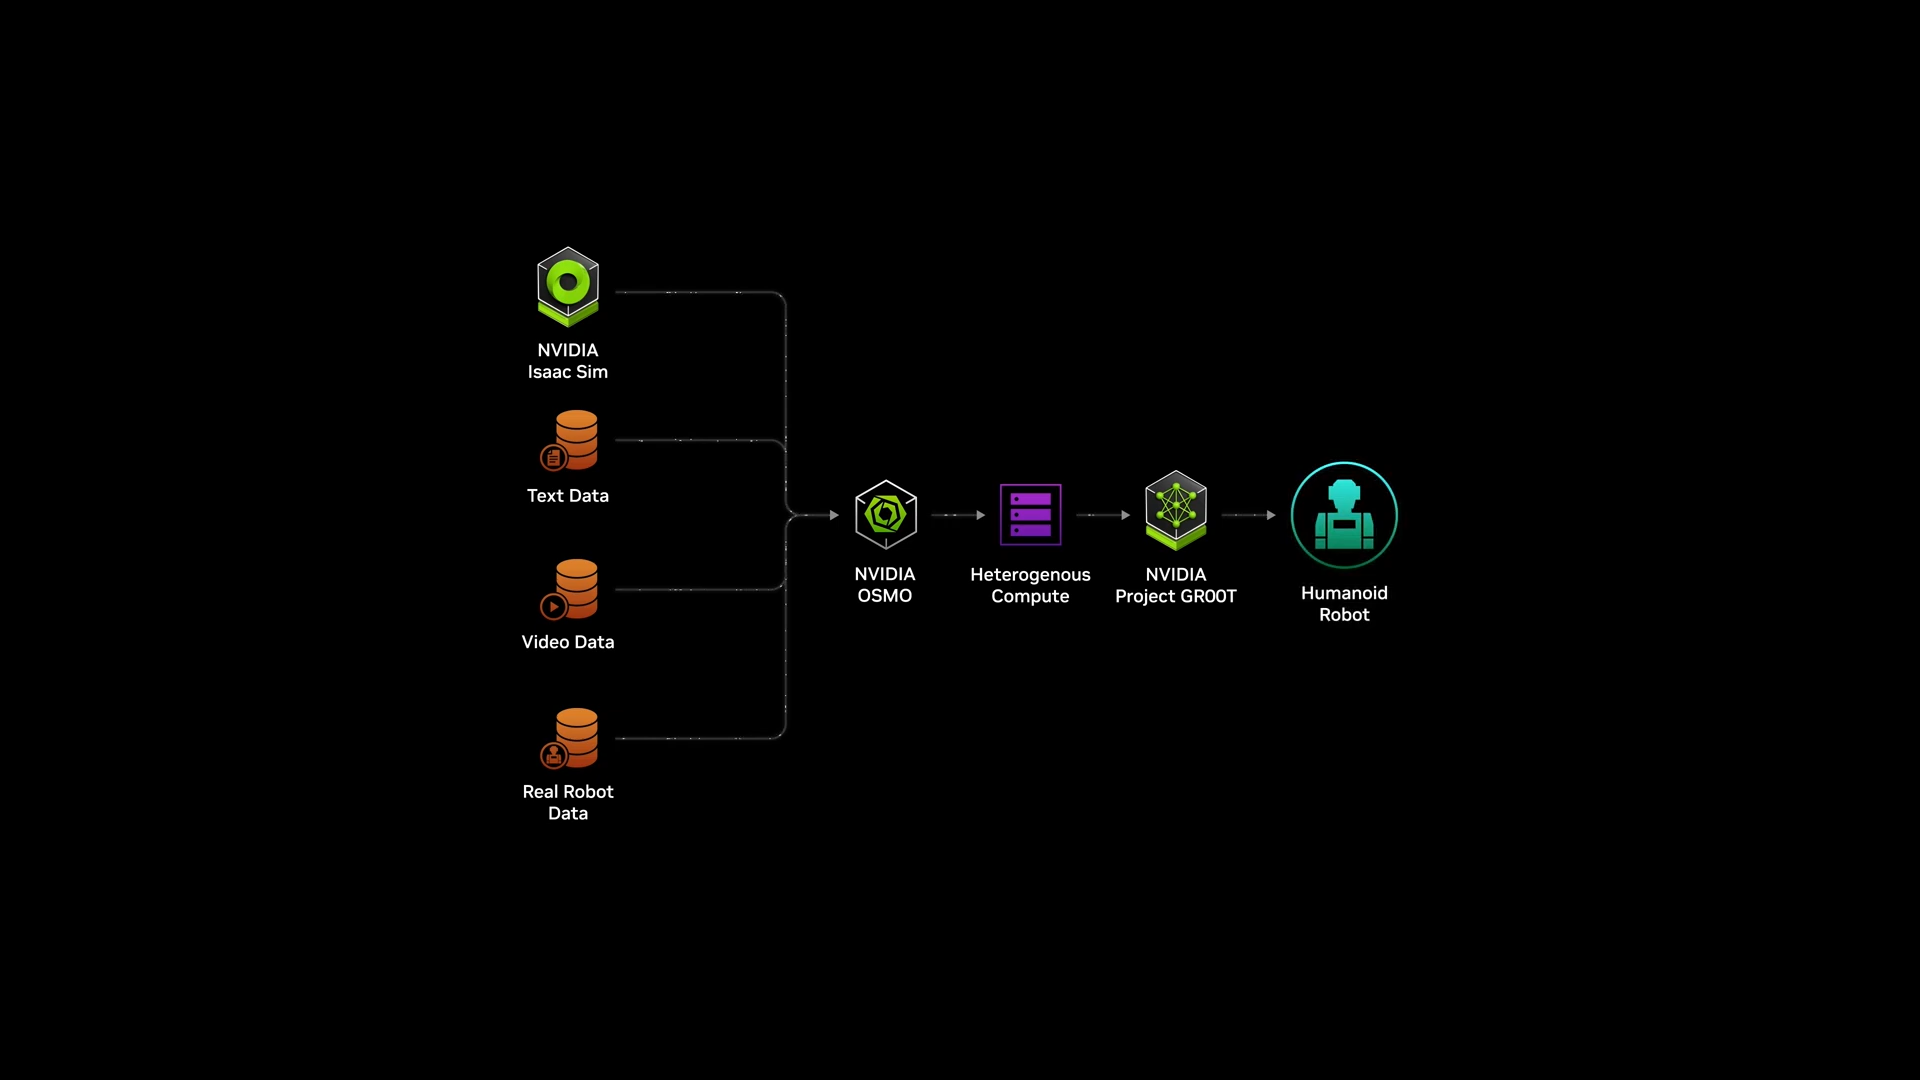 NVIDIA
Isaac Sim
Text Data
Video Data
Real Robot
Data
NVIDIA
OSMO
Heterogenous
Compute
NVIDIA
Project GR00T
Humanoid
Robot